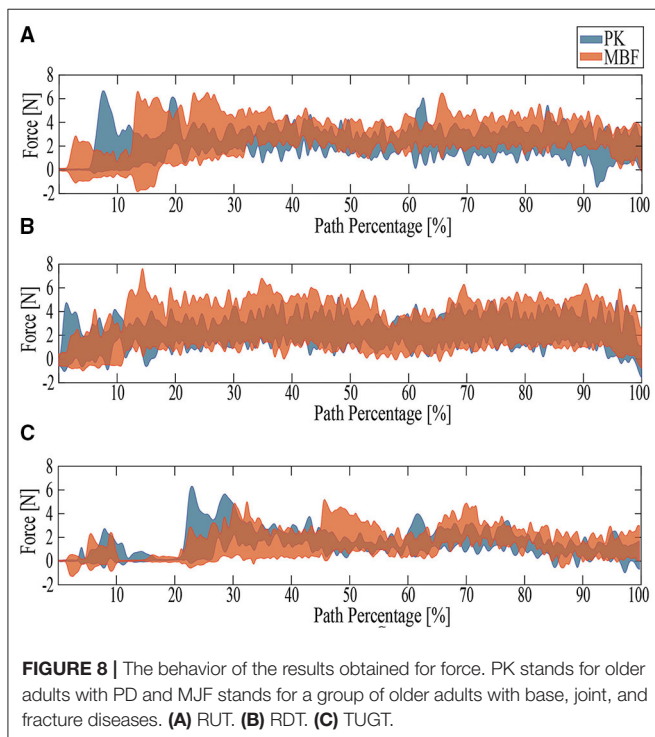 A
PK
MBF
8
6
4
2
0
-2
Force [N]
10 20 30 40 50 60 70 80 90 100
Path Percentage [%]
B
8
6
4
2
0
-2
Force [N]
10 20 30 40 50 60 70 80 90 100
Path Percentage [%]
C
8
6
4
2
0
-2
Force [N]
10 20 30 40 50 60 70 80 90 100
Path Percentage [%]
FIGURE 8 | The behavior of the results obtained for force. PK stands for older
adults with PD and MJF stands for a group of older adults with base, joint, and
fracture diseases. (A) RUT. (B) RDT. (C) TUGT.